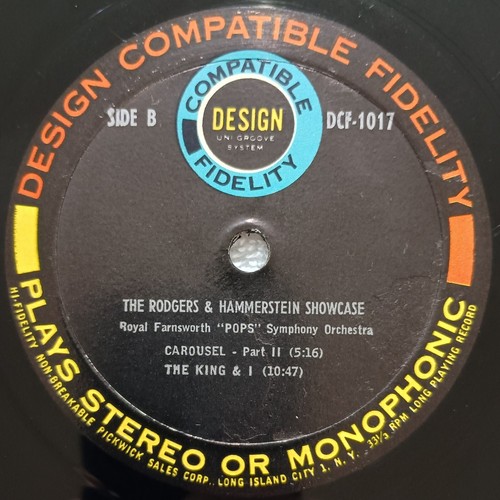 DESIGN COMPATIBLE FIDELITY
COMPATIBLE
DESIGN
UNIGROOVE
SYSTEM
FIDELITY
SIDE B
DCF-1017
THE RODGERS & HAMMERSTEIN SHOWCASE
Royal Farnsworth "POPS" Symphony Orchestra
CAROUSEL - Part II (5:16)
THE KING & I (10:47)
PLAYS STEREO OR MONOPHONIC
HI-FIDELITY NON-BREAKABLE PICKWICK SALES CORP., LONG ISLAND CITY 1, N. Y. 33⅓ RPM LONG PLAYING RECORD